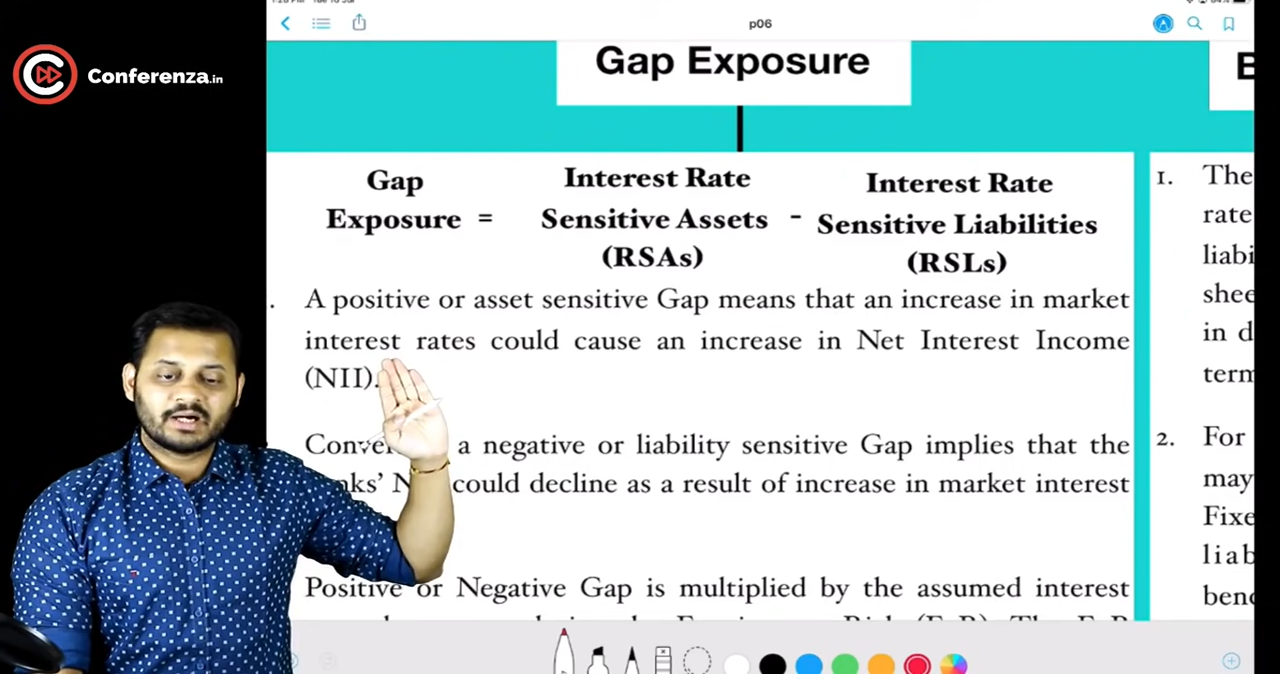 Conferenza.in
p06
Gap Exposure
Gap
Exposure =
Interest Rate
Sensitive Assets
(RSAs)
-
Interest Rate
Sensitive Liabilities
(RSLs)
. A positive or asset sensitive Gap means that an increase in market
interest rates could cause an increase in Net Interest Income
(NII).
a negative or liability sensitive Gap implies that the
could decline as a result of increase in market interest
Positive or Negative Gap is multiplied by the assumed interest
1. The
rate
liabi
shee
in d
term
2. For
may
Fixe
liab
benc